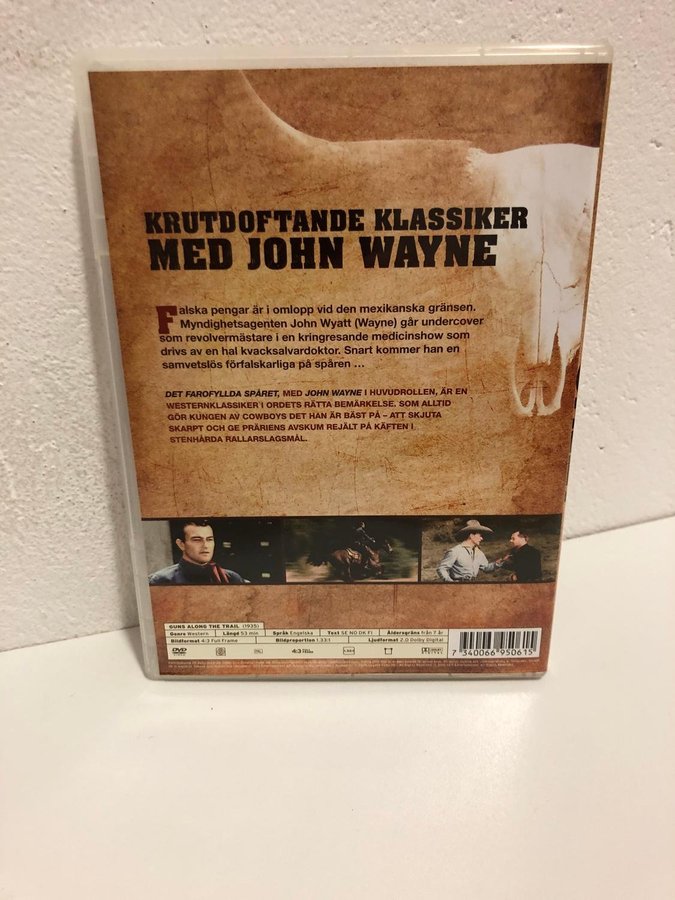 KRUTDOFTANDE KLASSIKER
MED JOHN WAYNE
Falska pengar är i omlopp vid den mexikanska gränsen.
Myndighetsagenten John Wyatt (Wayne) går undercover
som revolvermästare i en kringresande medicinshow som
drivs av en hal kvacksalvardoktor. Snart kommer han en
samvetslös förfalskarliga på spåren ...
DET FAROFYLLDA SPÅRET, MED JOHN WAYNE I HUVUDROLLEN, ÄR EN
WESTERNKLASSIKER I ORDETS RÄTTA BEMÄRKELSE. SOM ALLTID
GÖR KUNGEN AV COWBOYS DET HAN ÄR BÄST PÅ – ATT SKJUTA
SKARPT OCH GE PRÄRIENS AVSKUM REJÄLT PÅ KÄFTEN I
STENHÅRDA RALLARSLAGSMÅL.
GUNS ALONG THE TRAIL (1935)
Genre Western Längd 53 min Språk Engelska Text SE NO DK FI Åldersgräns från 7 år
Bildformat 4:3 Full Frame Bildproportion 1.33:1 Ljudformat 2.0 Dolby Digital
DVD 4:3
7 340066 950615